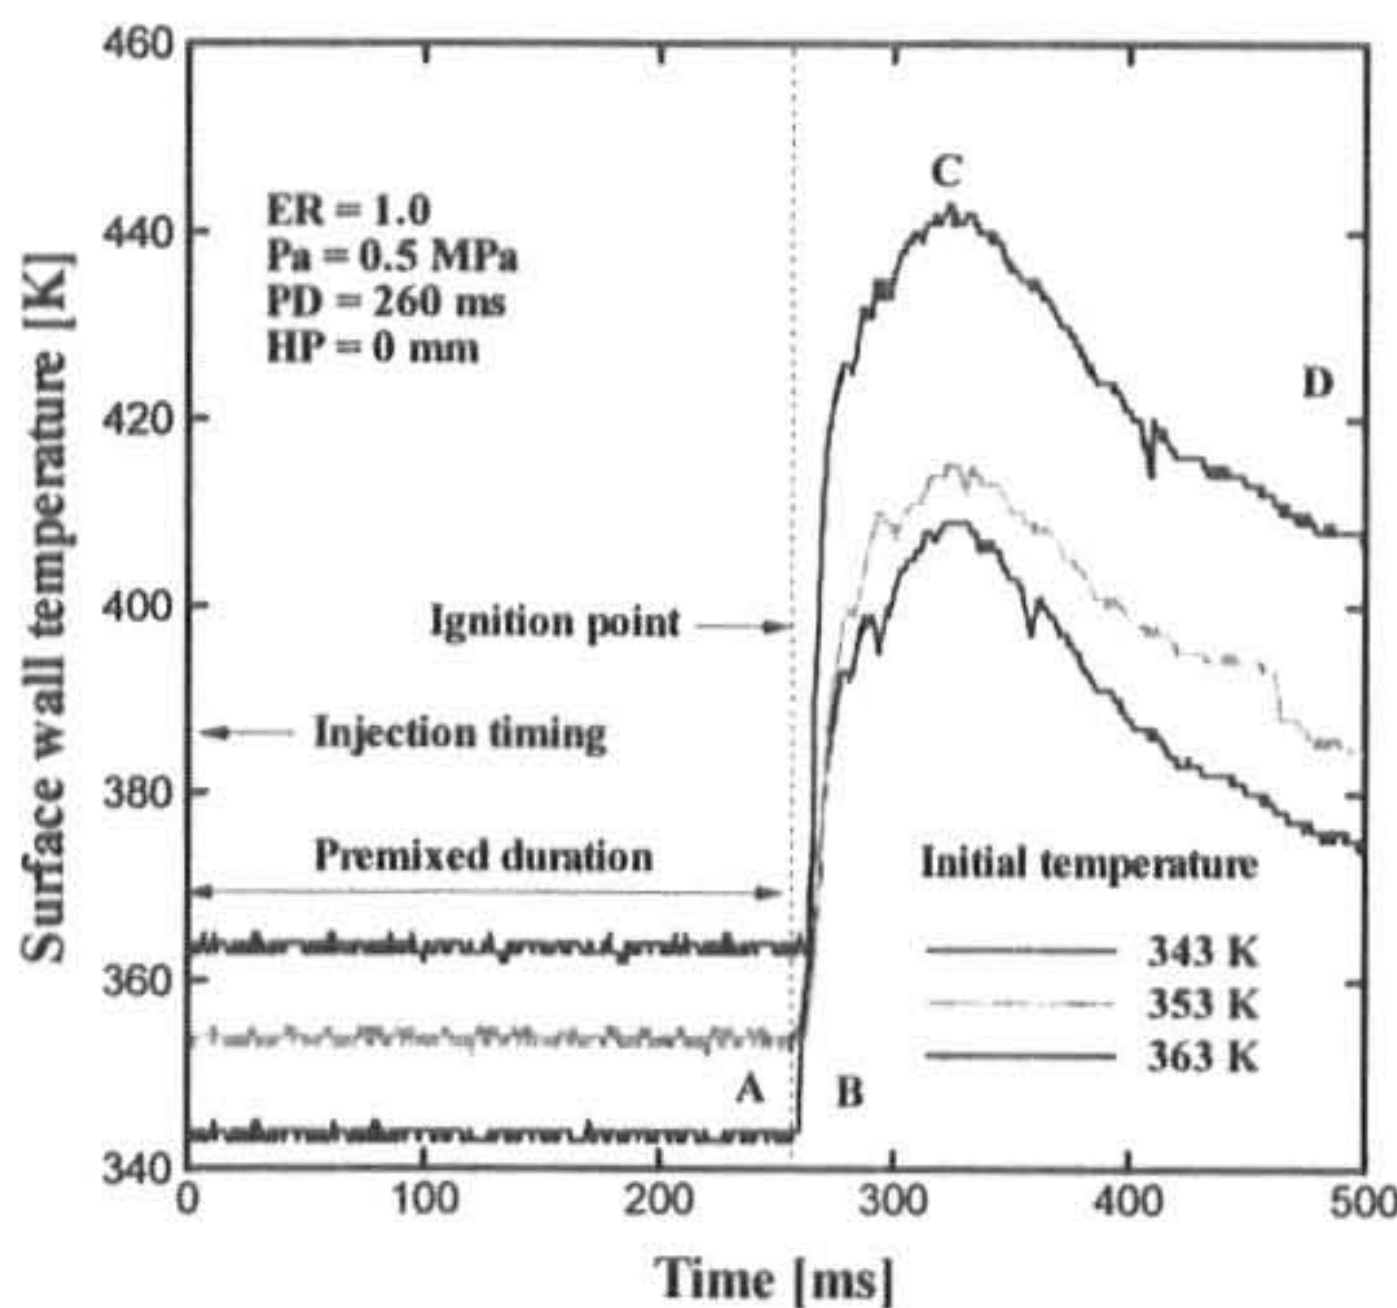 460
440
420
400
380
360
340
Surface wall temperature [K]
ER = 1.0
Pa = 0.5 MPa
PD = 260 ms
HP = 0 mm
C
D
Ignition point
Injection timing
Premixed duration
A
B
Initial temperature
343 K
353 K
363 K
0
100
200
300
400
500
Time [ms]